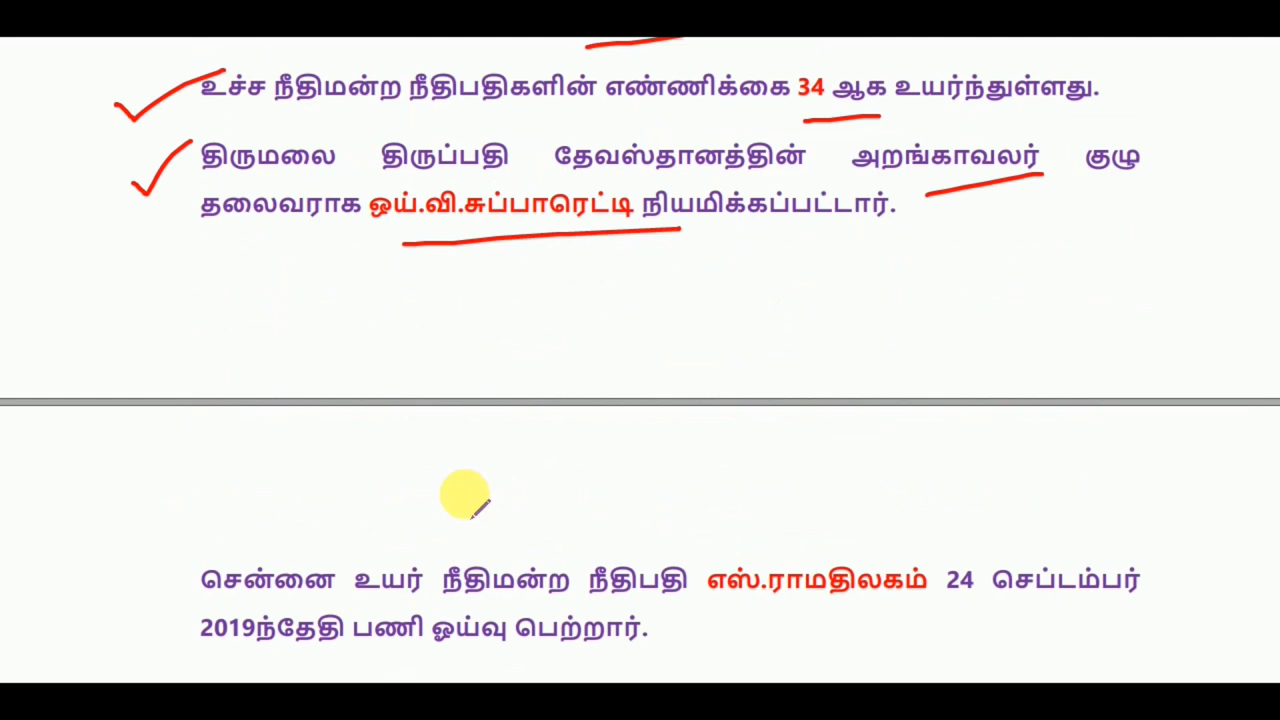 உச்ச நீதிமன்ற நீதிபதிகளின் எண்ணிக்கை 34 ஆக உயர்ந்துள்ளது.
திருமலை திருப்பதி தேவஸ்தானத்தின் அறங்காவலர் குழு
தலைவராக ஒய்.வி.சுப்பாரெட்டி நியமிக்கப்பட்டார்.
சென்னை உயர் நீதிமன்ற நீதிபதி எஸ்.ராமதிலகம் 24 செப்டம்பர்
2019ந்தேதி பணி ஓய்வு பெற்றார்.